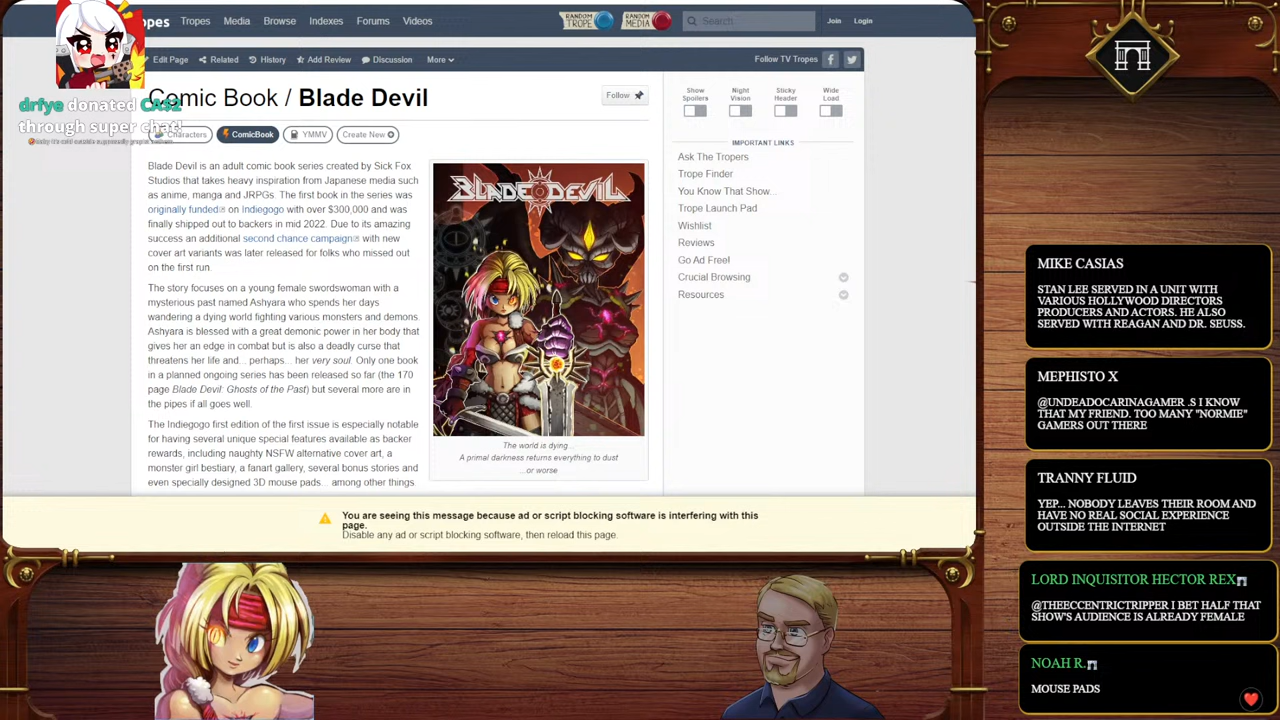 opes
Tropes
Media
Browse
Indexes
Forums
Videos
RANDOM TROPE
RANDOM MEDIA
Search
Join
Login
Edit Page
Related
History
Add Review
Discussion
More
Follow TV Tropes
drfye donated CA$2
through super chat!
Comic Book / Blade Devil
Follow
Characters
ComicBook
YMMV
Create New
Blade Devil is an adult comic book series created by Sick Fox
Studios that takes heavy inspiration from Japanese media such
as anime, manga and JRPGs. The first book in the series was
originally funded on Indiegogo with over $300,000 and was
finally shipped out to backers in mid 2022. Due to its amazing
success an additional second chance campaign with new
cover art variants was later released for folks who missed out
on the first run.
The story focuses on a young female swordswoman with a
mysterious past named Ashyara who spends her days
wandering a dying world fighting various monsters and demons.
Ashyara is blessed with a great demonic power in her body that
gives her an edge in combat but is also a deadly curse that
threatens her life and... perhaps... her very soul. Only one book
in a planned ongoing series has been released so far (the 170
page Blade Devil: Ghosts of the Past) but several more are in
the pipes if all goes well.
The Indiegogo first edition of the first issue is especially notable
for having several unique special features available as backer
rewards, including naughty NSFW alternative cover art, a
monster girl bestiary, a fanart gallery, several bonus stories and
even specially designed 3D mouse pads... among other things.
BLADE DEVIL
The world is dying...
A primal darkness returns everything to dust
...or worse
Show Spoilers
Night Vision
Sticky Header
Wide Load
IMPORTANT LINKS
Ask The Tropers
Trope Finder
You Know That Show...
Trope Launch Pad
Wishlist
Reviews
Go Ad Free!
Crucial Browsing
Resources
You are seeing this message because ad or script blocking software is interfering with this
page.
Disable any ad or script blocking software, then reload this page.
MIKE CASIAS
STAN LEE SERVED IN A UNIT WITH
VARIOUS HOLLYWOOD DIRECTORS
PRODUCERS AND ACTORS. HE ALSO
SERVED WITH REAGAN AND DR. SEUSS.
MEPHISTO X
@UNDEADOCARINAGAMER .S I KNOW
THAT MY FRIEND. TOO MANY "NORMIE"
GAMERS OUT THERE
TRANNY FLUID
YEP... NOBODY LEAVES THEIR ROOM AND
HAVE NO REAL SOCIAL EXPERIENCE
OUTSIDE THE INTERNET
LORD INQUISITOR HECTOR REX
@THEECCENTRICTRIPPER I BET HALF THAT
SHOW'S AUDIENCE IS ALREADY FEMALE
NOAH R.
MOUSE PADS